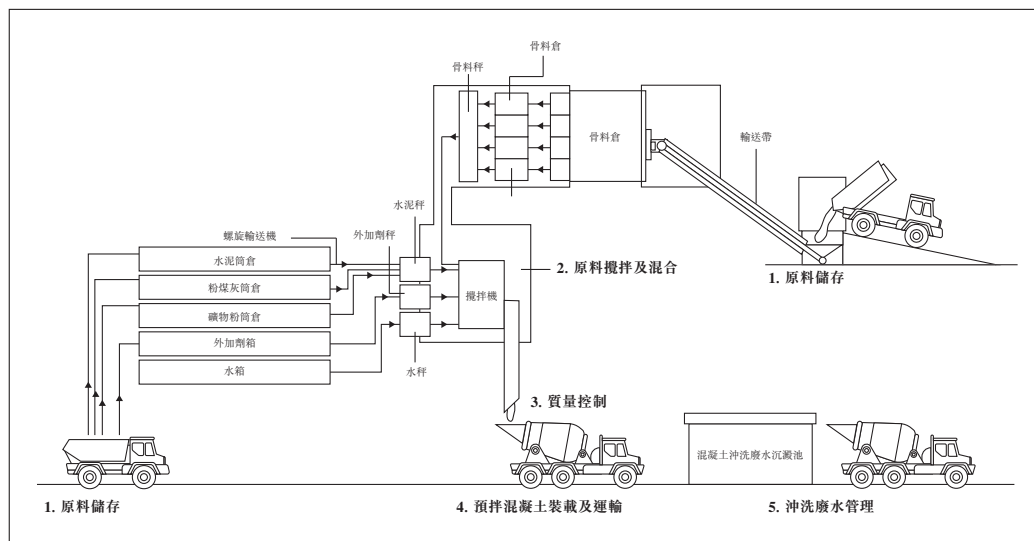 骨料倉
骨料秤
骨料倉
輸送帶
水泥秤
外加劑秤
螺旋輸送機
水泥筒倉
粉煤灰筒倉
礦物粉筒倉
外加劑箱
水箱
攪拌機
水秤
2. 原料攪拌及混合
1. 原料儲存
3. 質量控制
混凝土沖洗廢水沉澱池
1. 原料儲存
4. 預拌混凝土裝載及運輸
5. 沖洗廢水管理